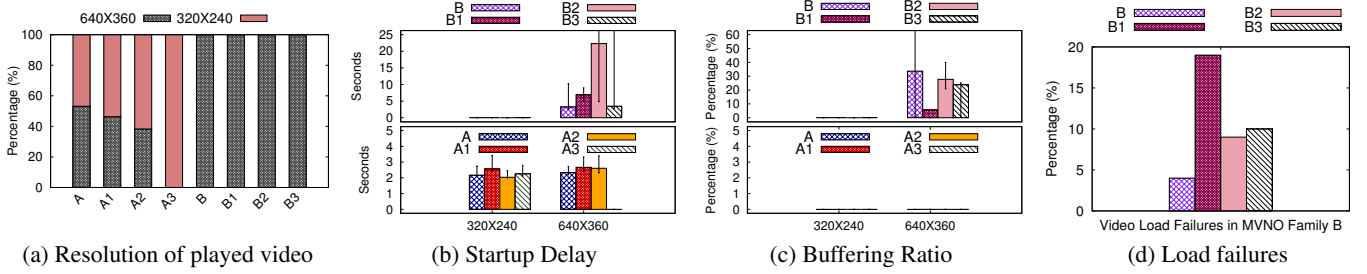 640X360 320X240
Percentage (%)
100
80
60
40
20
0
A A1 A2 A3 B B1 B2 B3
(a) Resolution of played video
B B2
B1 B3
Seconds
25
20
15
10
5
0
A A2
A1 A3
Seconds
5
4
3
2
1
0
320X240 640X360
(b) Startup Delay
B B2
B1 B3
Percentage (%)
60
50
40
30
20
10
0
A A2
A1 A3
Percentage (%)
5
4
3
2
1
0
320X240 640X360
(c) Buffering Ratio
B B2
B1 B3
Percentage (%)
20
15
10
5
0
Video Load Failures in MVNO Family B
(d) Load failures